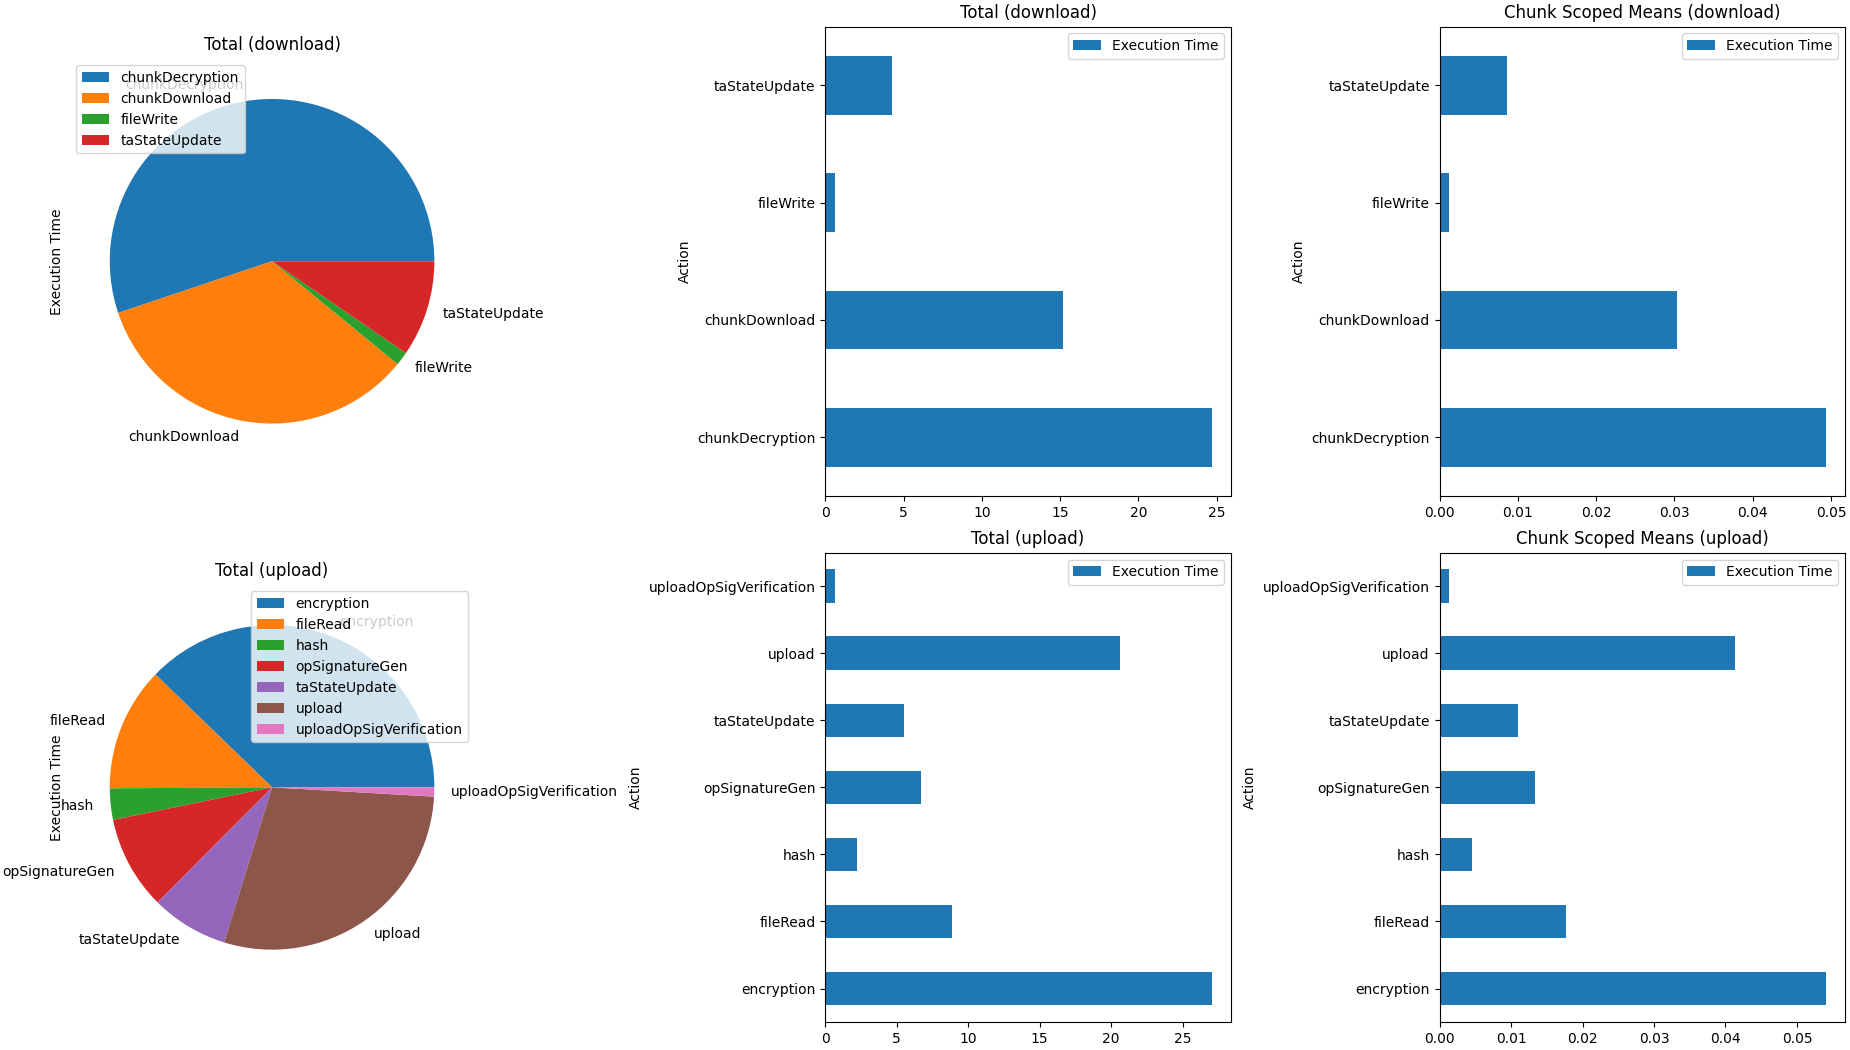 Total (download)
chunkDecryption
chunkDecryption
chunkDownload
fileWrite
taStateUpdate
Execution Time
taStateUpdate
fileWrite
chunkDownload
Total (download)
Execution Time
Action
taStateUpdate
fileWrite
chunkDownload
chunkDecryption
0 5 10 15 20 25
Chunk Scoped Means (download)
Execution Time
Action
taStateUpdate
fileWrite
chunkDownload
chunkDecryption
0.00 0.01 0.02 0.03 0.04 0.05
Total (upload)
encryption
encryption
fileRead
hash
opSignatureGen
taStateUpdate
upload
uploadOpSigVerification
Execution Time
fileRead
hash
opSignatureGen
taStateUpdate
upload
uploadOpSigVerification
Total (upload)
Execution Time
Action
uploadOpSigVerification
upload
taStateUpdate
opSignatureGen
hash
fileRead
encryption
0 5 10 15 20 25
Chunk Scoped Means (upload)
Execution Time
Action
uploadOpSigVerification
upload
taStateUpdate
opSignatureGen
hash
fileRead
encryption
0.00 0.01 0.02 0.03 0.04 0.05